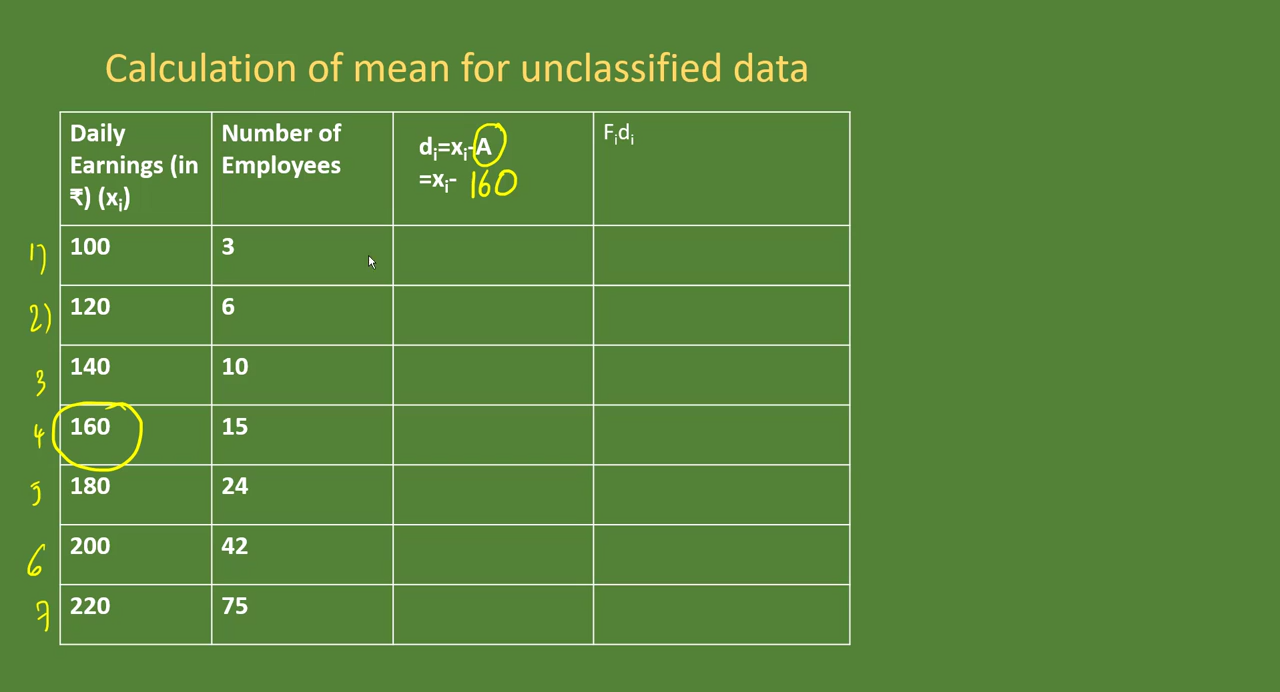 Calculation of mean for unclassified data
Daily
Earnings (in
₹) (xᵢ)
Number of
Employees
dᵢ=xᵢ-A
=xᵢ- 160
Fᵢdᵢ
1) 100 3
2) 120 6
3 140 10
4 160 15
5 180 24
6 200 42
7 220 75